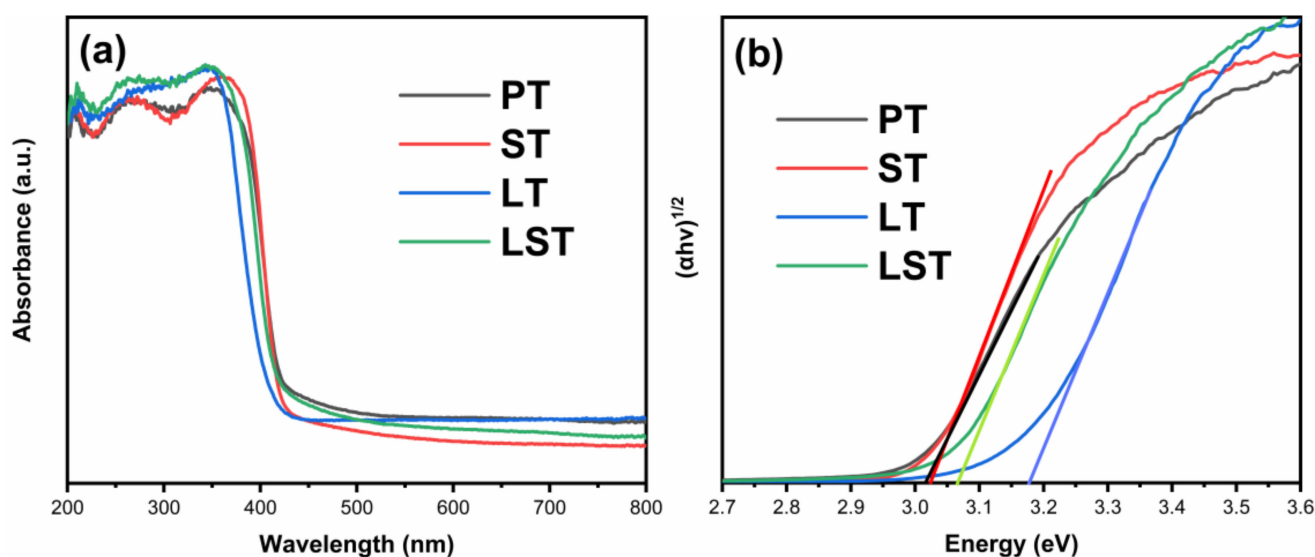 (a)
PT
ST
LT
LST
Absorbance (a.u.)
200 300 400 500 600 700 800
Wavelength (nm)
(b)
PT
ST
LT
LST
(αhv)1/2
2.7 2.8 2.9 3.0 3.1 3.2 3.3 3.4 3.5 3.6
Energy (eV)